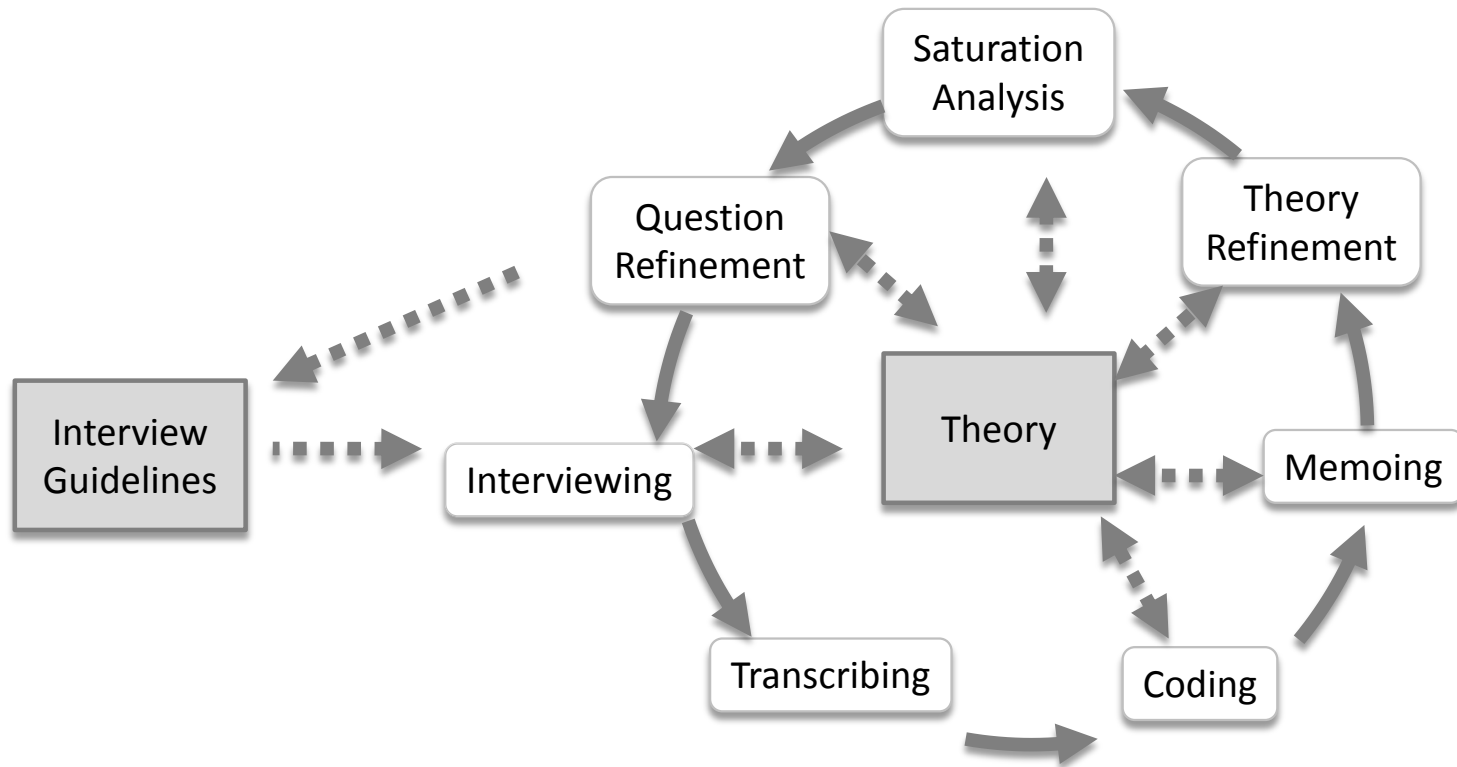 Saturation
Analysis
Question
Refinement
Theory
Refinement
Interview
Guidelines
Interviewing
Theory
Memoing
Transcribing
Coding